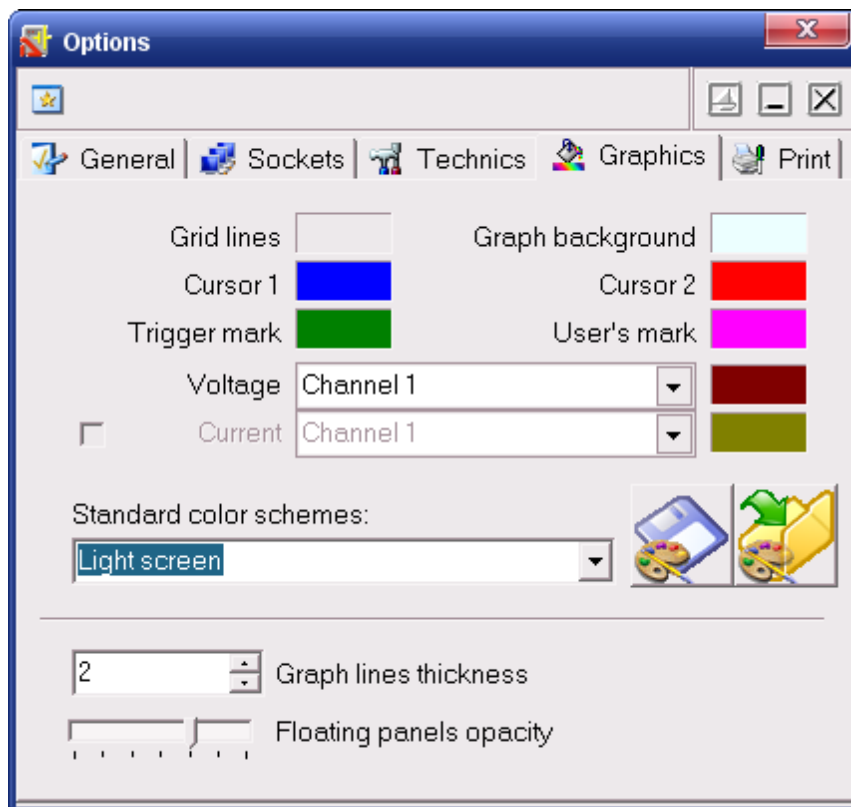 Options
General Sockets Technics Graphics Print
Grid lines Graph background
Cursor 1 Cursor 2
Trigger mark User's mark
Voltage Channel 1
Current Channel 1
Standard color schemes:
Light screen
2 Graph lines thickness
Floating panels opacity